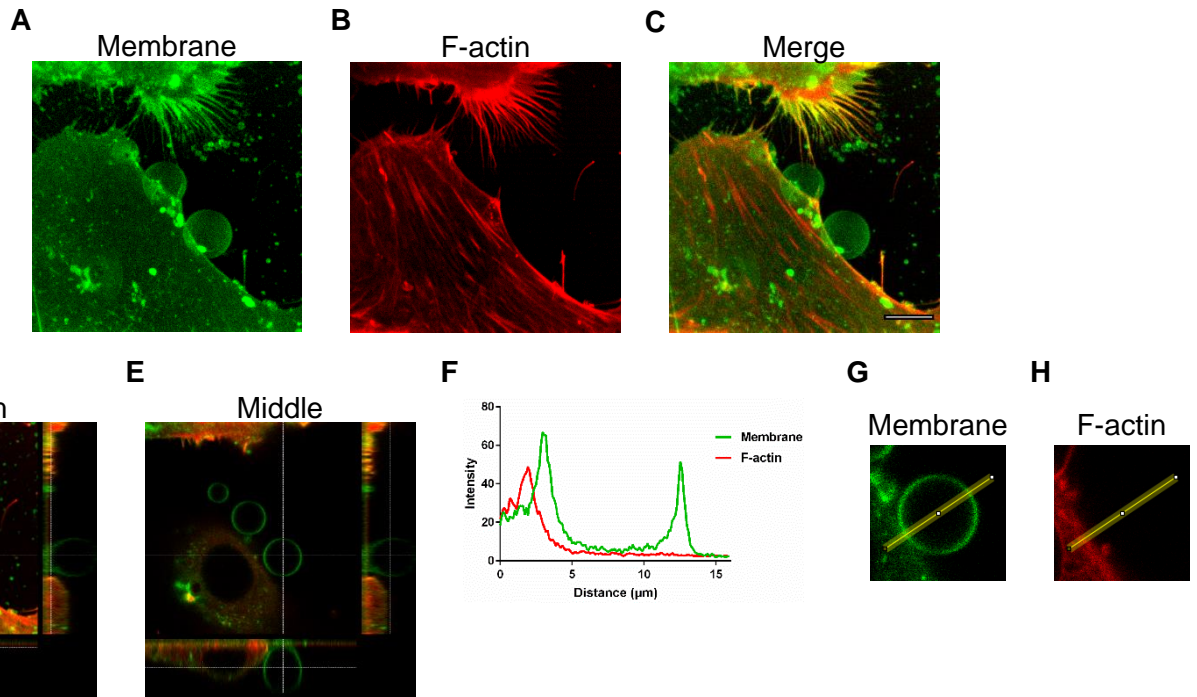 A
Membrane
B
F-actin
C
Merge
E
Middle
F
80
60
40
20
0
Intensity
0
5
10
15
Distance (µm)
Membrane
F-actin
G
Membrane
H
F-actin